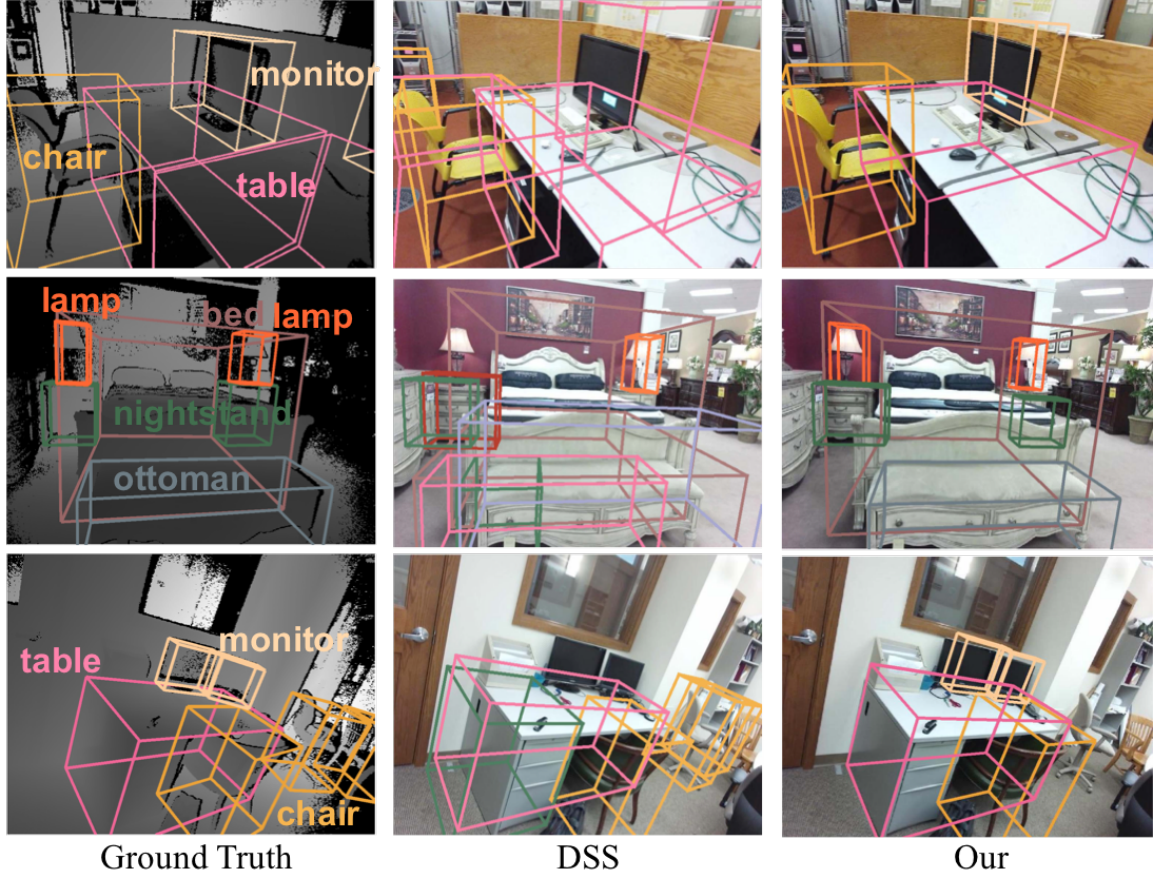 monitor
chair
table
lamp
bed
lamp
nightstand
ottoman
monitor
table
chair
Ground Truth
DSS
Our